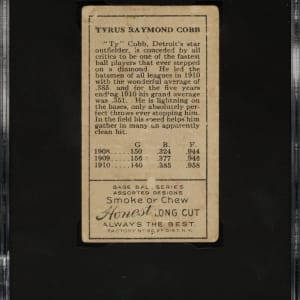 TYRUS RAYMOND COBB
"Ty" Cobb, Detroit's star
outfielder, is conceded by all
critics to be one of the fastest
ball players that ever stepped
on a diamond. He led the
batsmen of all leagues in 1910
with the wonderful average of
.385 and for the five years
ending 1910 his grand average
was .351. He is lightning on
the bases, only absolutely per-
fect throws ever stopping him.
In the field his speed helps him
gather in many an apparently
clean hit.
G. B. F.
1908— 150 .324 .944
1909— 156 .377 .946
1910— 140 .385 .958
BASE BALL SERIES
ASSORTED DESIGNS
Smoke or Chew
Honest LONG CUT
ALWAYS THE BEST
FACTORY DIST. N.Y.